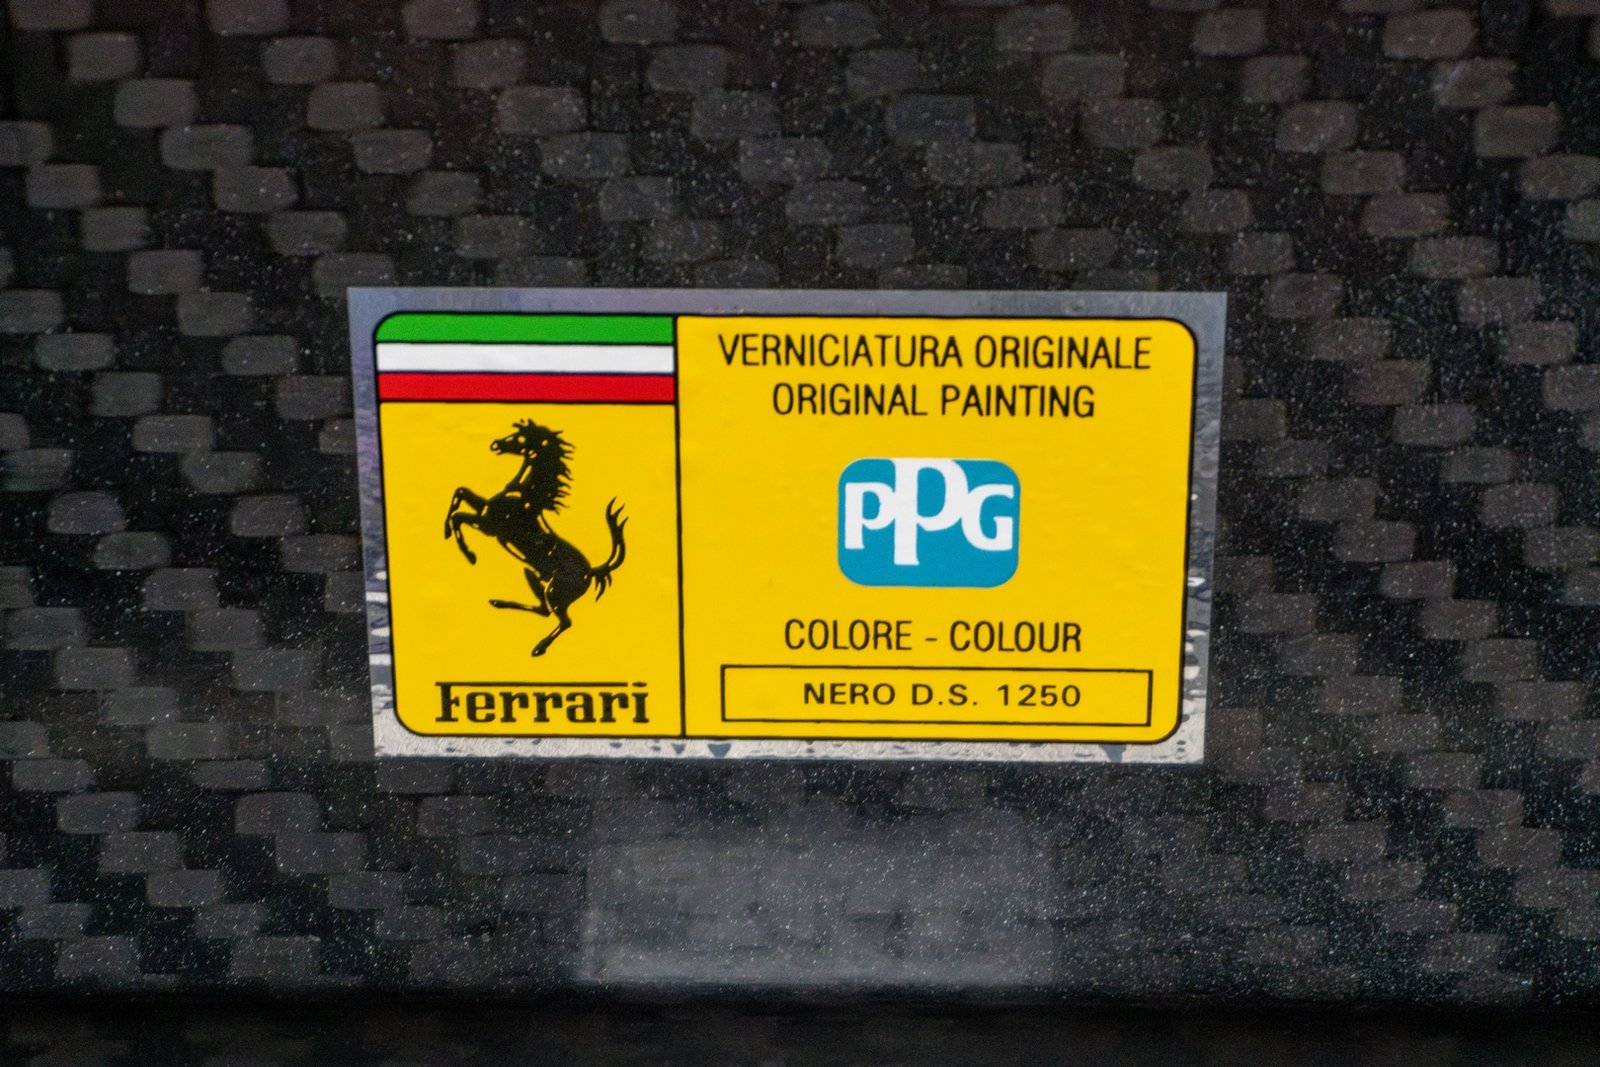 Ferrari
VERNICIATURA ORIGINALE
ORIGINAL PAINTING
PPG
COLORE - COLOUR
NERO D.S. 1250